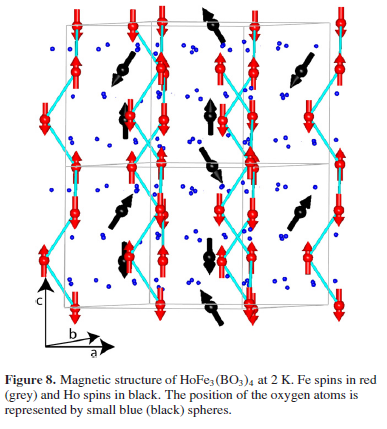 c
b
a
Figure 8. Magnetic structure of HoFe₃(BO₃)₄ at 2 K. Fe spins in red
(grey) and Ho spins in black. The position of the oxygen atoms is
represented by small blue (black) spheres.